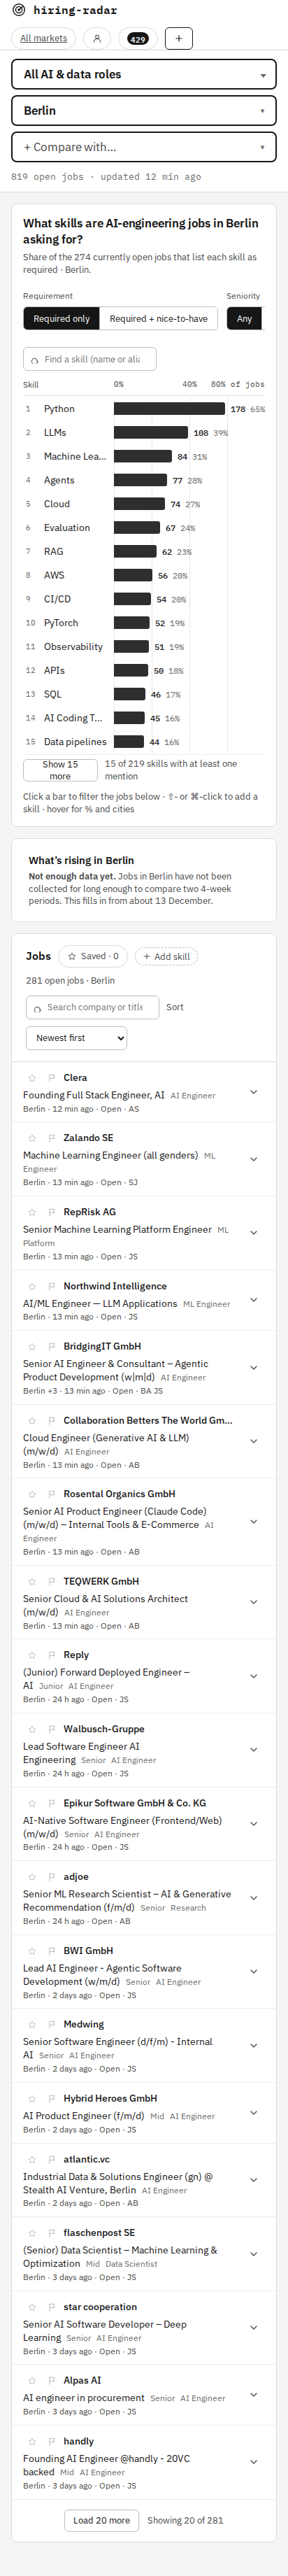 hiring-radar
All markets 429 +
All AI & data roles
Berlin
+ Compare with...
819 open jobs · updated 12 min ago
What skills are AI-engineering jobs in Berlin
asking for?
Share of the 274 currently open jobs that list each skill as
required · Berlin.
Requirement Seniority
Required only Required + nice-to-have Any
Find a skill (name or alia
Skill 0% 40% 80% of jobs
1 Python 178 65%
2 LLMs 108 39%
3 Machine Lea... 84 31%
4 Agents 77 28%
5 Cloud 74 27%
6 Evaluation 67 24%
7 RAG 62 23%
8 AWS 56 20%
9 CI/CD 54 20%
10 PyTorch 52 19%
11 Observability 51 19%
12 APIs 50 18%
13 SQL 46 17%
14 AI Coding T... 45 16%
15 Data pipelines 44 16%
Show 15
more
15 of 219 skills with at least one
mention
Click a bar to filter the jobs below · ⇧- or ⌘-click to add a
skill · hover for % and cities
What's rising in Berlin
Not enough data yet. Jobs in Berlin have not been
collected for long enough to compare two 4-week
periods. This fills in from about 13 December.
Jobs Saved · 0 + Add skill
281 open jobs · Berlin
Search company or title Sort
Newest first
Clera
Founding Full Stack Engineer, AI AI Engineer
Berlin · 12 min ago · Open · AS
Zalando SE
Machine Learning Engineer (all genders) ML
Engineer
Berlin · 13 min ago · Open · SJ
RepRisk AG
Senior Machine Learning Platform Engineer ML
Platform
Berlin · 13 min ago · Open · JS
Northwind Intelligence
AI/ML Engineer — LLM Applications ML Engineer
Berlin · 13 min ago · Open · JS
BridgingIT GmbH
Senior AI Engineer & Consultant – Agentic
Product Development (w|m|d) AI Engineer
Berlin +3 · 13 min ago · Open · BA JS
Collaboration Betters The World Gm...
Cloud Engineer (Generative AI & LLM)
(m/w/d) AI Engineer
Berlin · 13 min ago · Open · AB
Rosental Organics GmbH
Senior AI Product Engineer (Claude Code)
(m/w/d) – Internal Tools & E-Commerce AI
Engineer
Berlin · 13 min ago · Open · AB
TEQWERK GmbH
Senior Cloud & AI Solutions Architect
(m/w/d) AI Engineer
Berlin · 13 min ago · Open · AB
Reply
(Junior) Forward Deployed Engineer –
AI Junior AI Engineer
Berlin · 24 h ago · Open · JS
Walbusch-Gruppe
Lead Software Engineer AI
Engineering Senior AI Engineer
Berlin · 24 h ago · Open · JS
Epikur Software GmbH & Co. KG
AI-Native Software Engineer (Frontend/Web)
(m/w/d) Senior AI Engineer
Berlin · 24 h ago · Open · JS
adjoe
Senior ML Research Scientist – AI & Generative
Recommendation (f/m/d) Senior Research
Berlin · 24 h ago · Open · AB
BWI GmbH
Lead AI Engineer - Agentic Software
Development (w/m/d) Senior AI Engineer
Berlin · 2 days ago · Open · JS
Medwing
Senior Software Engineer (d/f/m) - Internal
AI Senior AI Engineer
Berlin · 2 days ago · Open · JS
Hybrid Heroes GmbH
AI Product Engineer (f/m/d) Mid AI Engineer
Berlin · 2 days ago · Open · JS
atlantic.vc
Industrial Data & Solutions Engineer (gn) @
Stealth AI Venture, Berlin AI Engineer
Berlin · 2 days ago · Open · AB
flaschenpost SE
(Senior) Data Scientist – Machine Learning &
Optimization Mid Data Scientist
Berlin · 3 days ago · Open · JS
star cooperation
Senior AI Software Developer – Deep
Learning Senior AI Engineer
Berlin · 3 days ago · Open · JS
Alpas AI
AI engineer in procurement Senior AI Engineer
Berlin · 3 days ago · Open · JS
handly
Founding AI Engineer @handly - 20VC
backed Mid AI Engineer
Berlin · 3 days ago · Open · JS
Load 20 more Showing 20 of 281